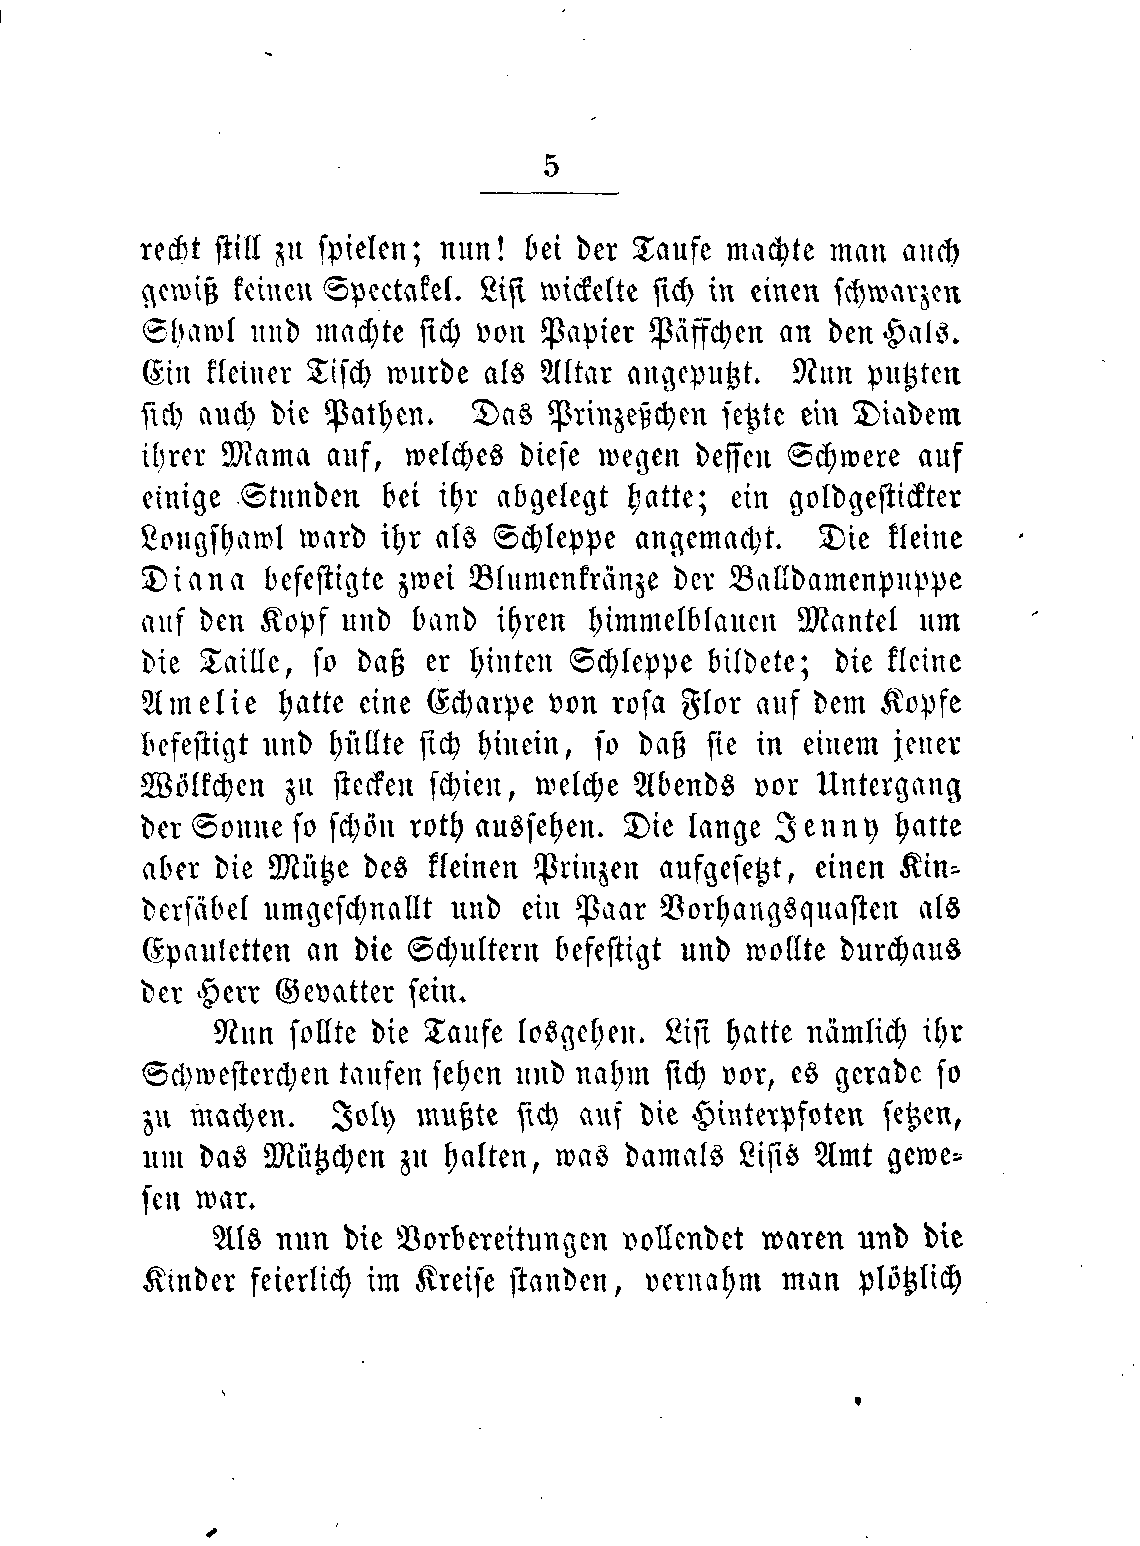 5
recht still zu spielen; nun! bei der Taufe machte man auch
gewiß keinen Spectakel. Lisi wickelte sich in einen schwarzen
Shawl und machte sich von Papier Päffchen an den Hals.
Ein kleiner Tisch wurde als Altar angeputzt. Nun putzten
sich auch die Pathen. Das Prinzeßchen setzte ein Diadem
ihrer Mama auf, welches diese wegen dessen Schwere auf
einige Stunden bei ihr abgelegt hatte; ein goldgestickter
Longshawl ward ihr als Schleppe angemacht. Die kleine
Diana befestigte zwei Blumenkränze der Balldamenpuppe
auf den Kopf und band ihren himmelblauen Mantel um
die Taille, so daß er hinten Schleppe bildete; die kleine
Amelie hatte eine Echarpe von rosa Flor auf dem Kopfe
befestigt und hüllte sich hinein, so daß sie in einem jener
Wölkchen zu stecken schien, welche Abends vor Untergang
der Sonne so schön roth aussehen. Die lange Jenny hatte
aber die Mütze des kleinen Prinzen aufgesetzt, einen Kin-
dersäbel umgeschnallt und ein Paar Vorhangsquasten als
Epauletten an die Schultern befestigt und wollte durchaus
der Herr Gevatter sein.
Nun sollte die Taufe losgehen. Lisi hatte nämlich ihr
Schwesterchen taufen sehen und nahm sich vor, es gerade so
zu machen. Joly mußte sich auf die Hinterpfoten setzen,
um das Mützchen zu halten, was damals Lisis Amt gewe-
sen war.
Als nun die Vorbereitungen vollendet waren und die
Kinder feierlich im Kreise standen, vernahm man plötzlich